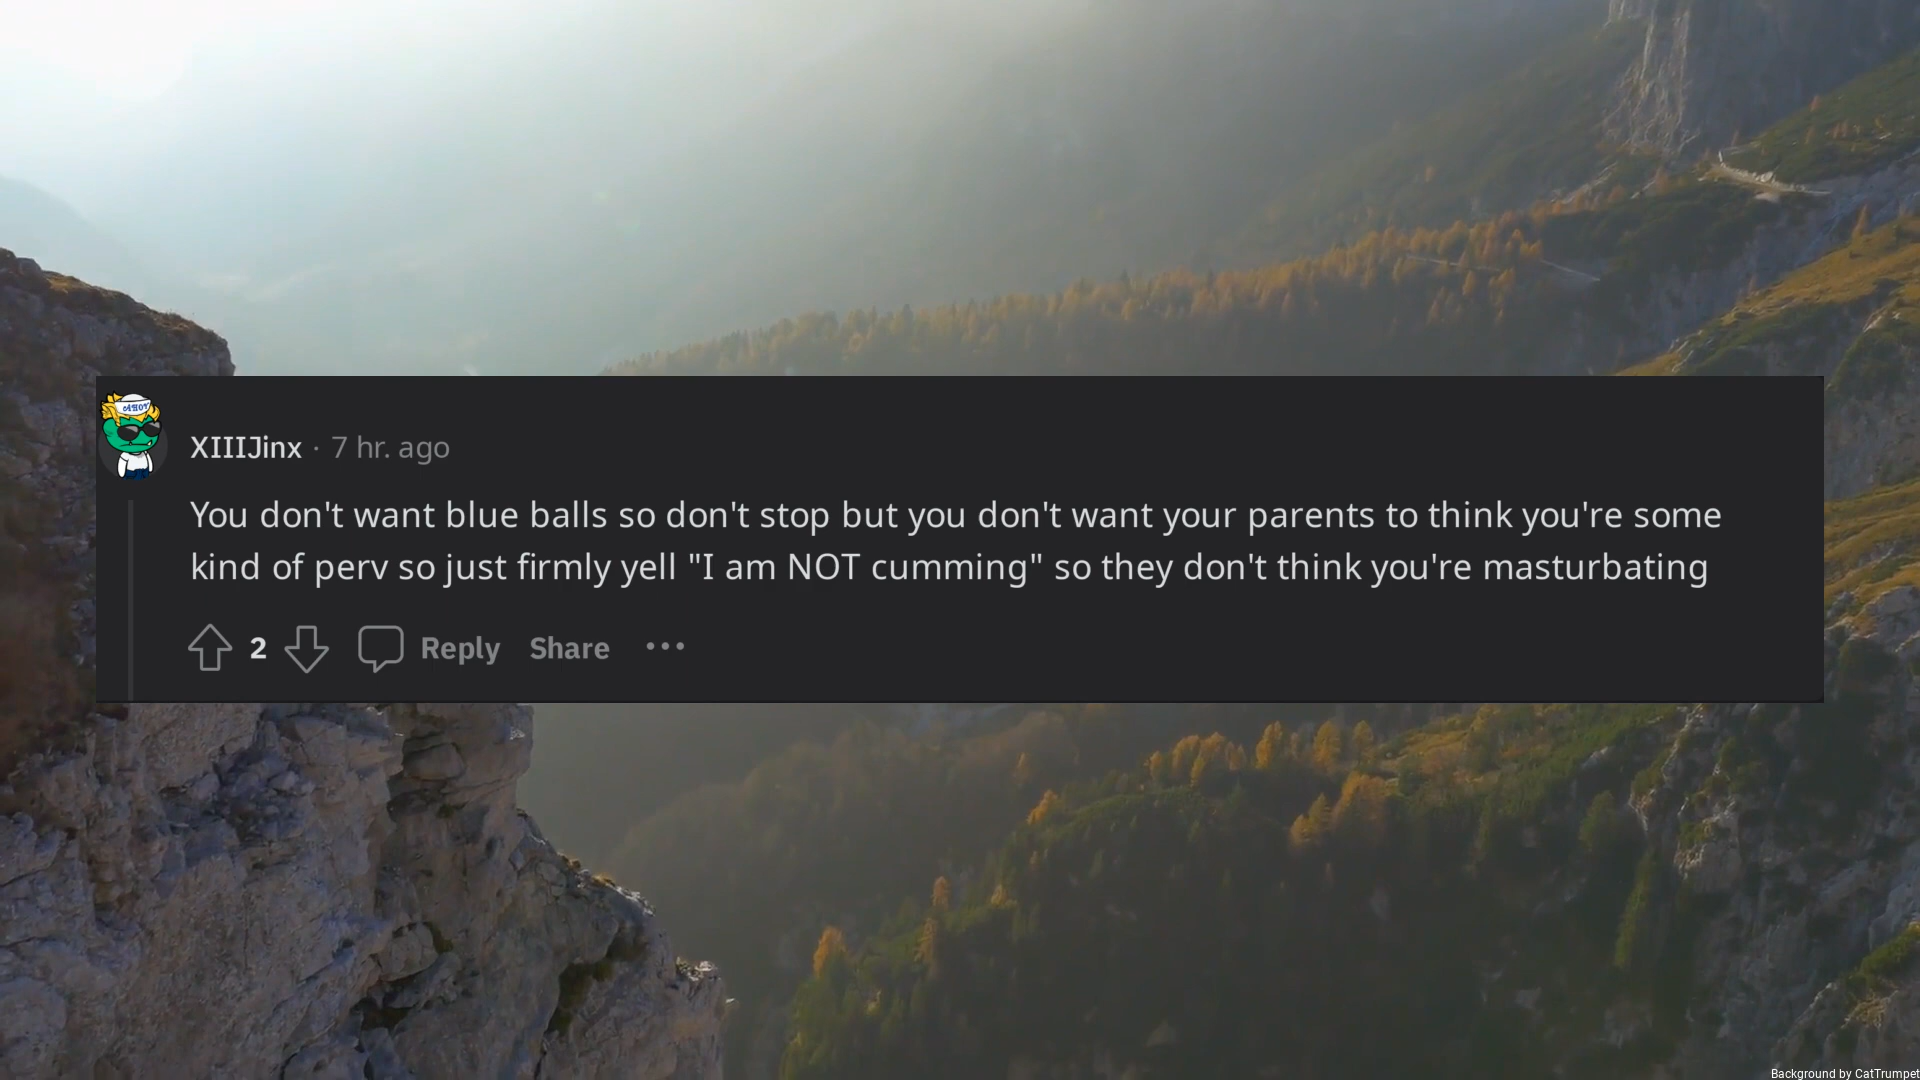 AHOY
XIIIJinx · 7 hr. ago
You don't want blue balls so don't stop but you don't want your parents to think you're some
kind of perv so just firmly yell "I am NOT cumming" so they don't think you're masturbating
2 Reply Share ···
Background by CatTrumpet